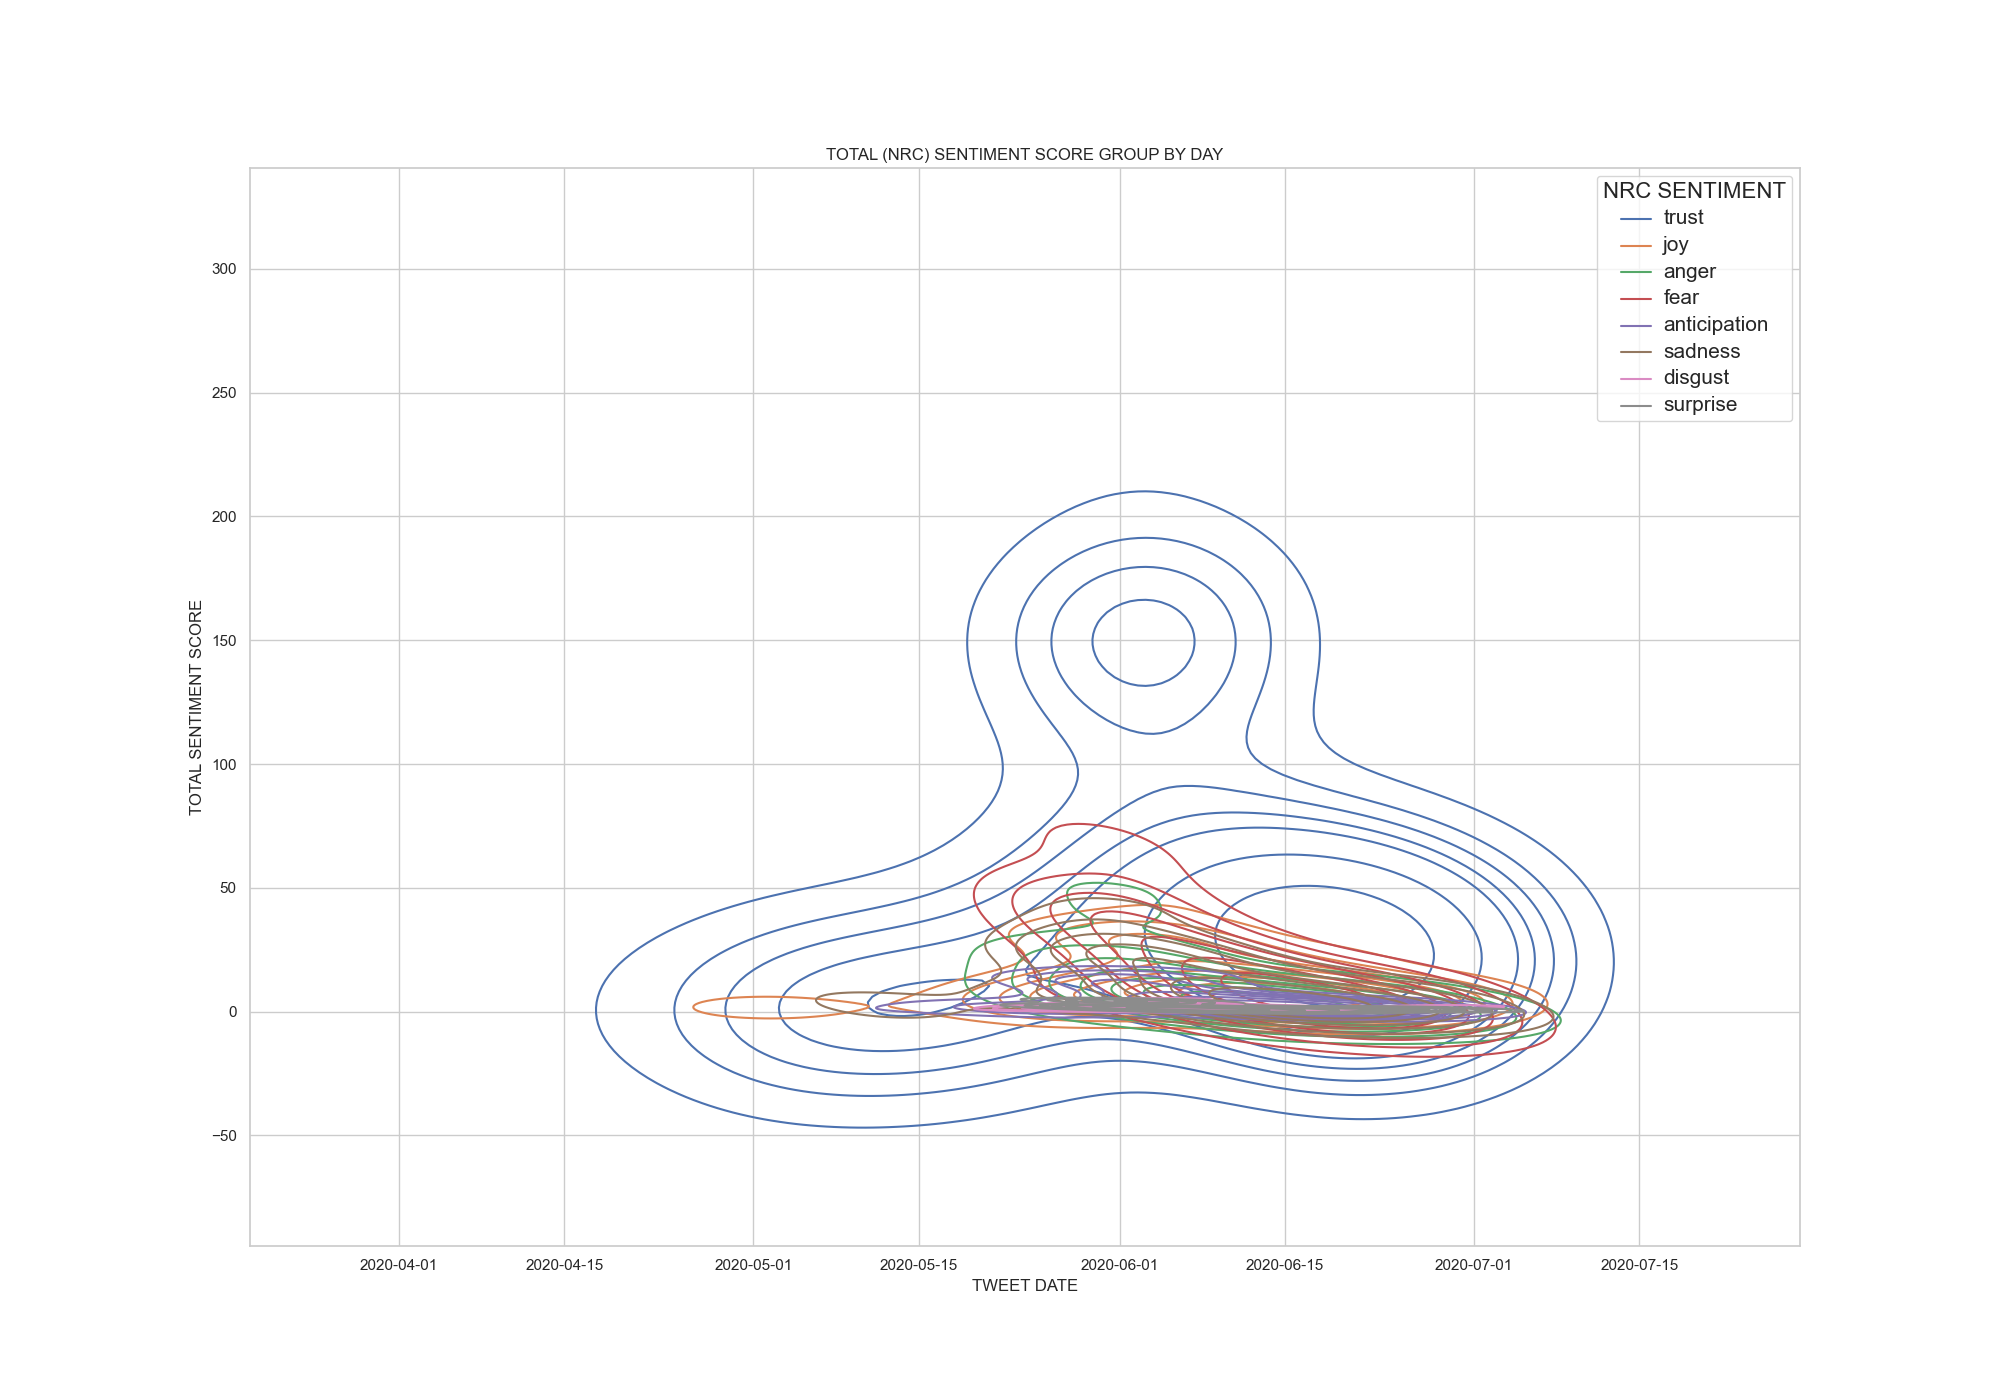 TOTAL (NRC) SENTIMENT SCORE GROUP BY DAY
NRC SENTIMENT
trust
joy
anger
fear
anticipation
sadness
disgust
surprise
TOTAL SENTIMENT SCORE
300
250
200
150
100
50
0
−50
2020-04-01 2020-04-15 2020-05-01 2020-05-15 2020-06-01 2020-06-15 2020-07-01 2020-07-15
TWEET DATE